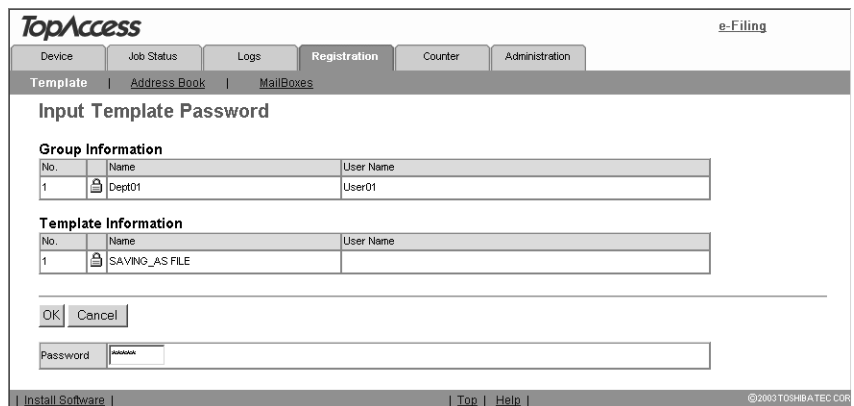 TopAccess
e-Filing
Device Job Status Logs Registration Counter Administration
Template | Address Book | MailBoxes
Input Template Password
Group Information
No. Name User Name
1 Dept01 User01
Template Information
No. Name User Name
1 SAVING_AS FILE
OK Cancel
Password *****
| Install Software | | Top | Help | ©2003 TOSHIBA TEC COR